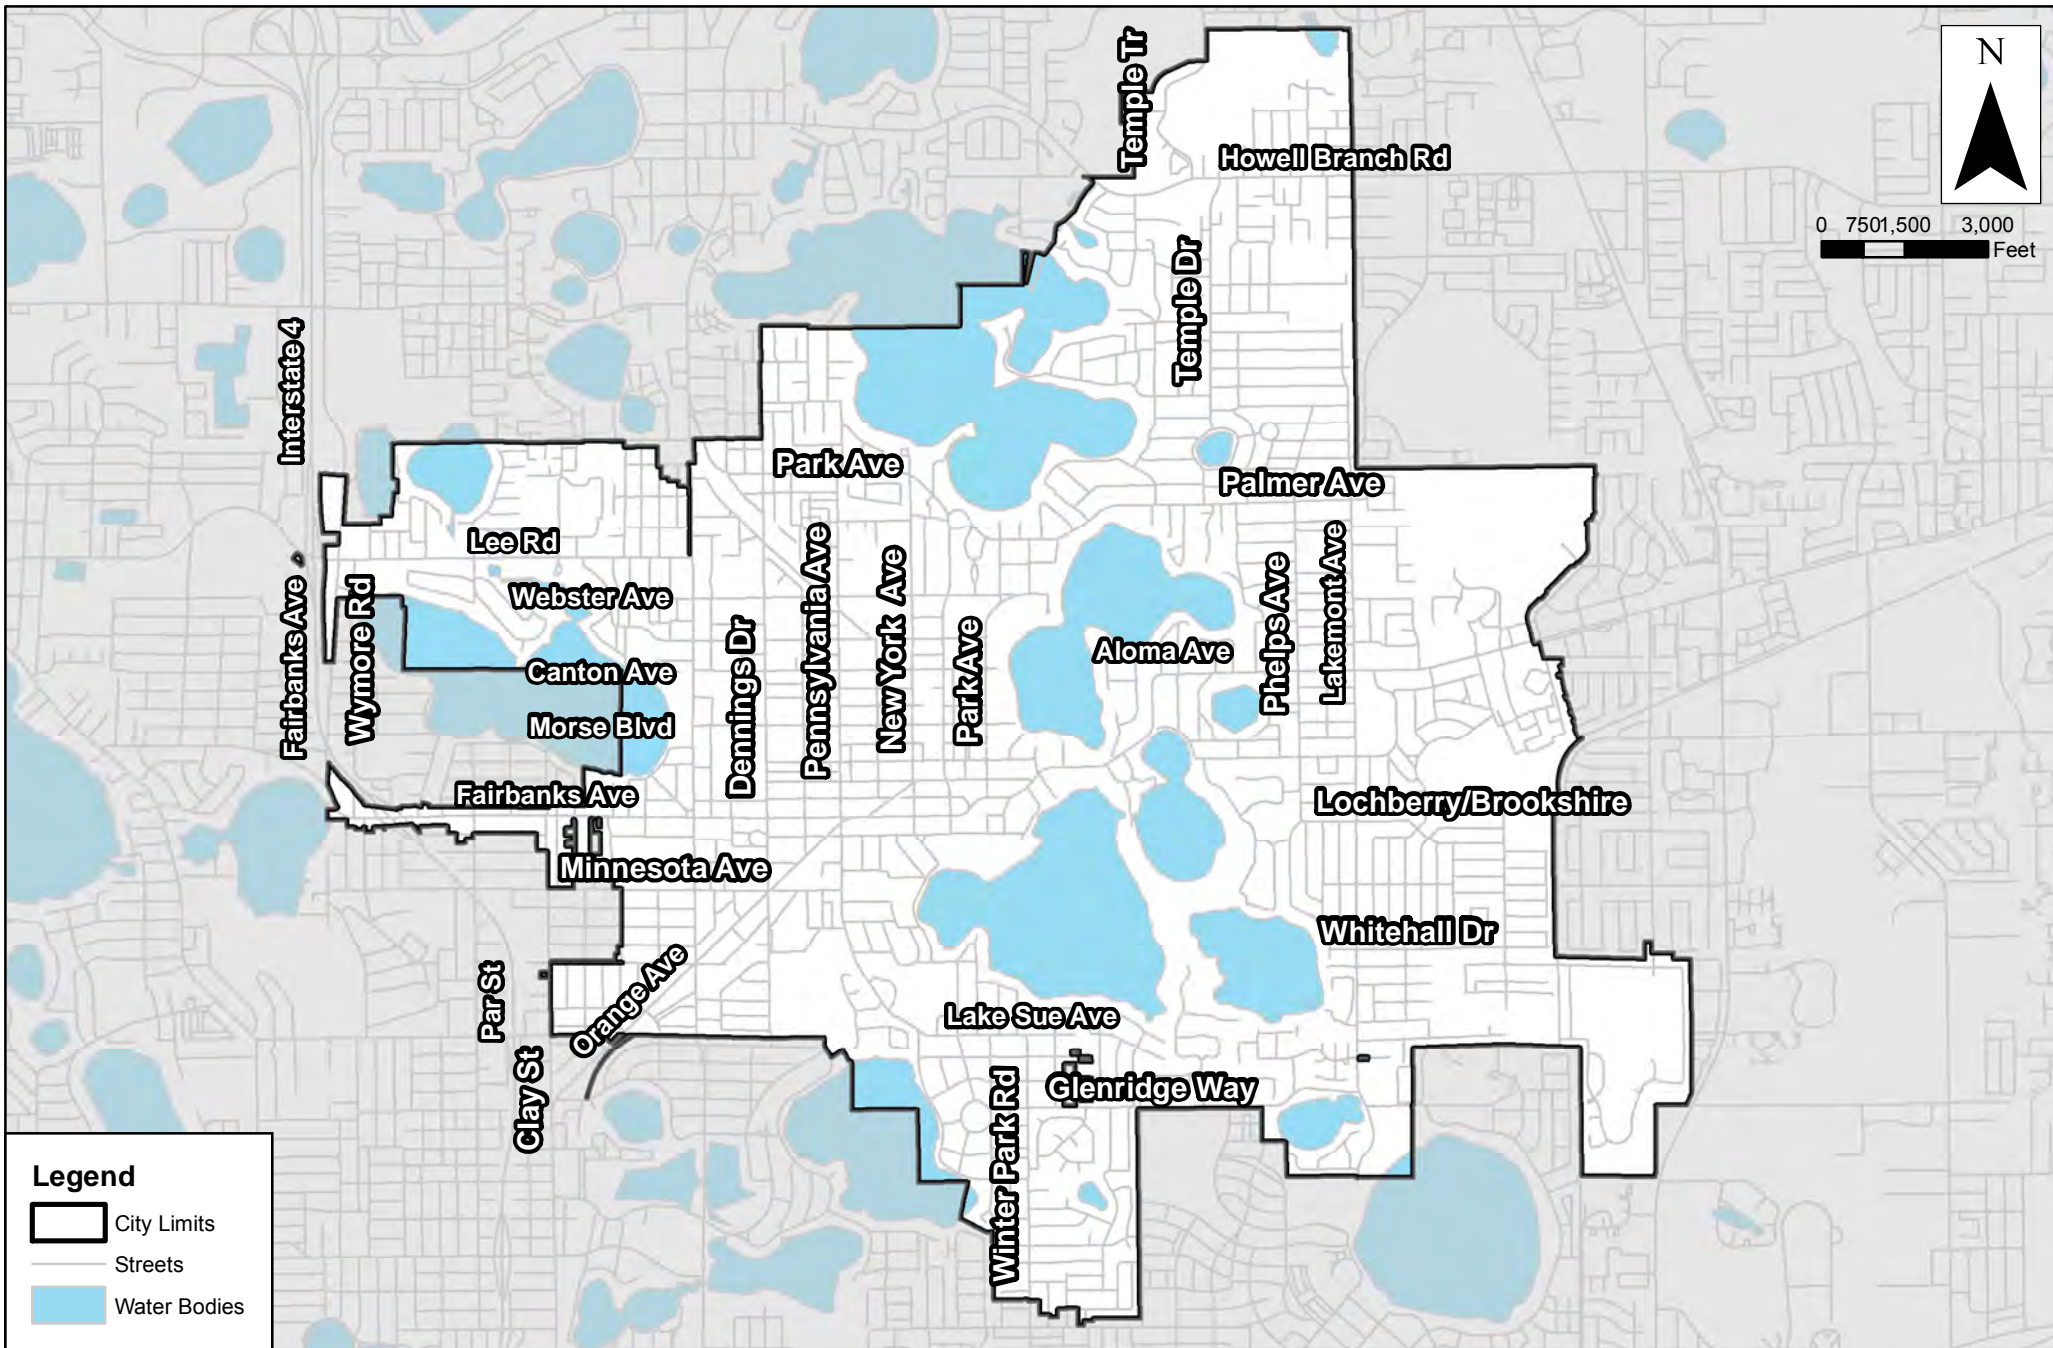 Temple Tr
N
Howell Branch Rd
0 7501,500 3,000
Feet
Temple Dr
Interstate 4
Park Ave
Palmer Ave
Lee Rd
Pennsylvania Ave
New York Ave
Phelps Ave
Lakemont Ave
Fairbanks Ave
Wymore Rd
Webster Ave
Dennings Dr
Park Ave
Aloma Ave
Canton Ave
Morse Blvd
Fairbanks Ave
Lochberry/Brookshire
Minnesota Ave
Whitehall Dr
Par St
Orange Ave
Lake Sue Ave
Clay St
Winter Park Rd
Glenridge Way
Legend
City Limits
Streets
Water Bodies